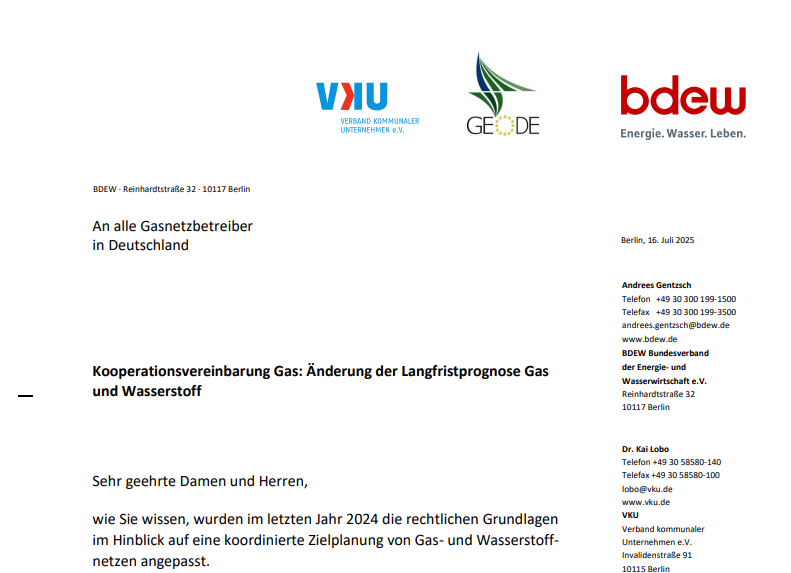 VKU
VERBAND KOMMUNALER
UNTERNEHMEN e.V.
GEODE
bdew
Energie. Wasser. Leben.
BDEW · Reinhardtstraße 32 · 10117 Berlin
An alle Gasnetzbetreiber
in Deutschland
Berlin, 16. Juli 2025
Kooperationsvereinbarung Gas: Änderung der Langfristprognose Gas
und Wasserstoff
Sehr geehrte Damen und Herren,
wie Sie wissen, wurden im letzten Jahr 2024 die rechtlichen Grundlagen
im Hinblick auf eine koordinierte Zielplanung von Gas- und Wasserstoff-
netzen angepasst.
Andrees Gentzsch
Telefon +49 30 300 199-1500
Telefax +49 30 300 199-3500
andrees.gentzsch@bdew.de
www.bdew.de
BDEW Bundesverband
der Energie- und
Wasserwirtschaft e.V.
Reinhardtstraße 32
10117 Berlin
Dr. Kai Lobo
Telefon +49 30 58580-140
Telefax +49 30 58580-100
lobo@vku.de
www.vku.de
VKU
Verband kommunaler
Unternehmen e.V.
Invalidenstraße 91
10115 Berlin